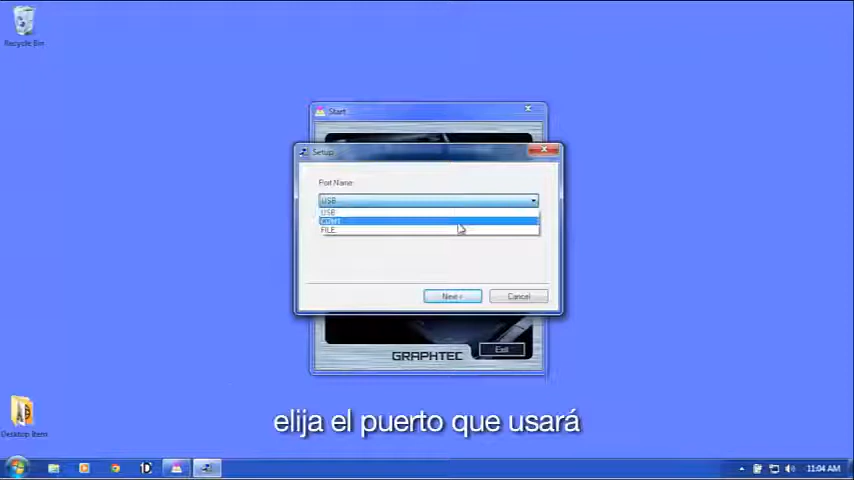 Recycle Bin
Start
Setup
Port Name:
USB
USB
COM1
FILE
Next >
Cancel
GRAPHTEC
Exit
elija el puerto que usará
Desktop Item
11:04 AM